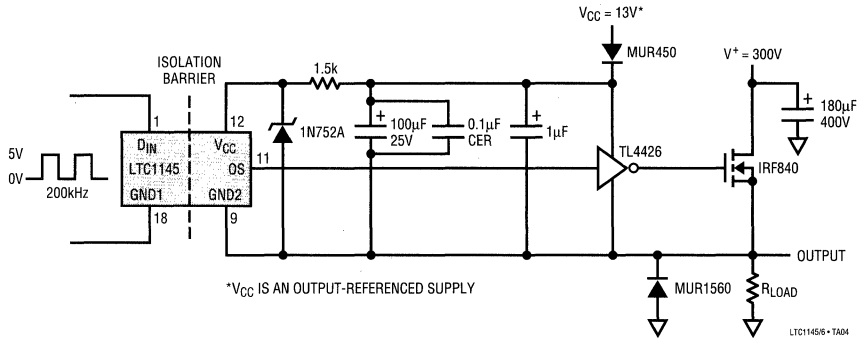 V_CC = 13V*
MUR450
V+ = 300V
ISOLATION
BARRIER
1.5k
1
12
1N752A
+
100µF
25V
0.1µF
CER
+
1µF
+
180µF
400V
5V
0V
200kHz
D_IN
LTC1145
GND1
V_CC
OS
GND2
11
TL4426
IRF840
18
9
OUTPUT
*V_CC IS AN OUTPUT-REFERENCED SUPPLY
MUR1560
R_LOAD
LTC1145/6 • TA04